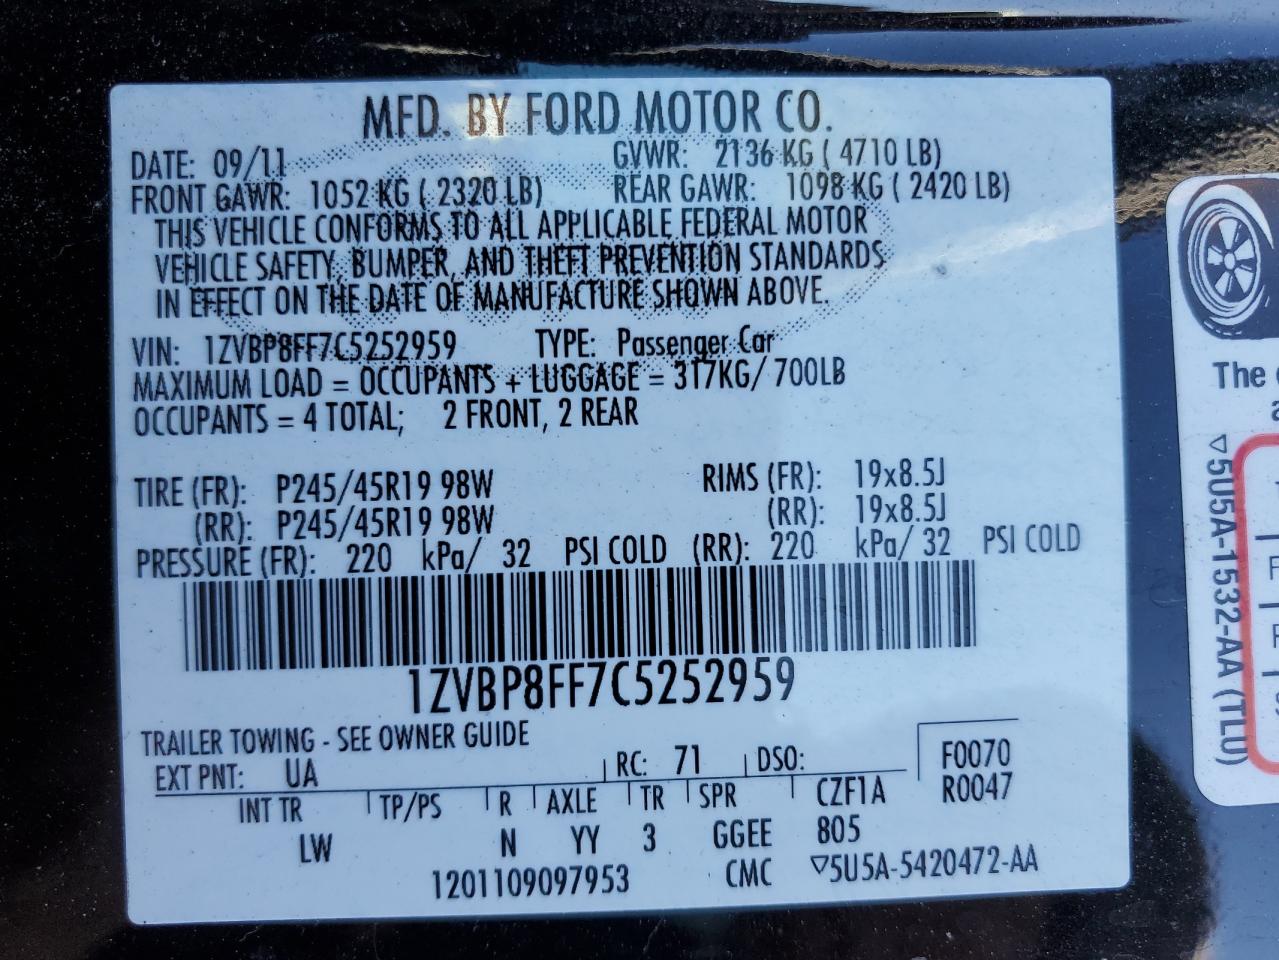 MFD. BY FORD MOTOR CO.
DATE: 09/11 GVWR: 2136 KG ( 4710 LB)
FRONT GAWR: 1052 KG ( 2320 LB) REAR GAWR: 1098 KG ( 2420 LB)
THIS VEHICLE CONFORMS TO ALL APPLICABLE FEDERAL MOTOR
VEHICLE SAFETY, BUMPER, AND THEFT PREVENTION STANDARDS
IN EFFECT ON THE DATE OF MANUFACTURE SHOWN ABOVE.
VIN: 1ZVBP8FF7C5252959 TYPE: Passenger Car
MAXIMUM LOAD = OCCUPANTS + LUGGAGE = 317KG/ 700LB
OCCUPANTS = 4 TOTAL; 2 FRONT, 2 REAR
TIRE (FR): P245/45R19 98W RIMS (FR): 19x8.5J
(RR): P245/45R19 98W (RR): 19x8.5J
PRESSURE (FR): 220 kPa/ 32 PSI COLD (RR): 220 kPa/ 32 PSI COLD
1ZVBP8FF7C5252959
TRAILER TOWING - SEE OWNER GUIDE
EXT PNT: UA RC: 71 DSO: F0070
R0047
INT TR TP/PS R AXLE TR SPR CZF1A
LW N YY 3 GGEE 805
1201109097953 CMC ▽5U5A-5420472-AA
The
▽5U5A-1532-AA (TLU)